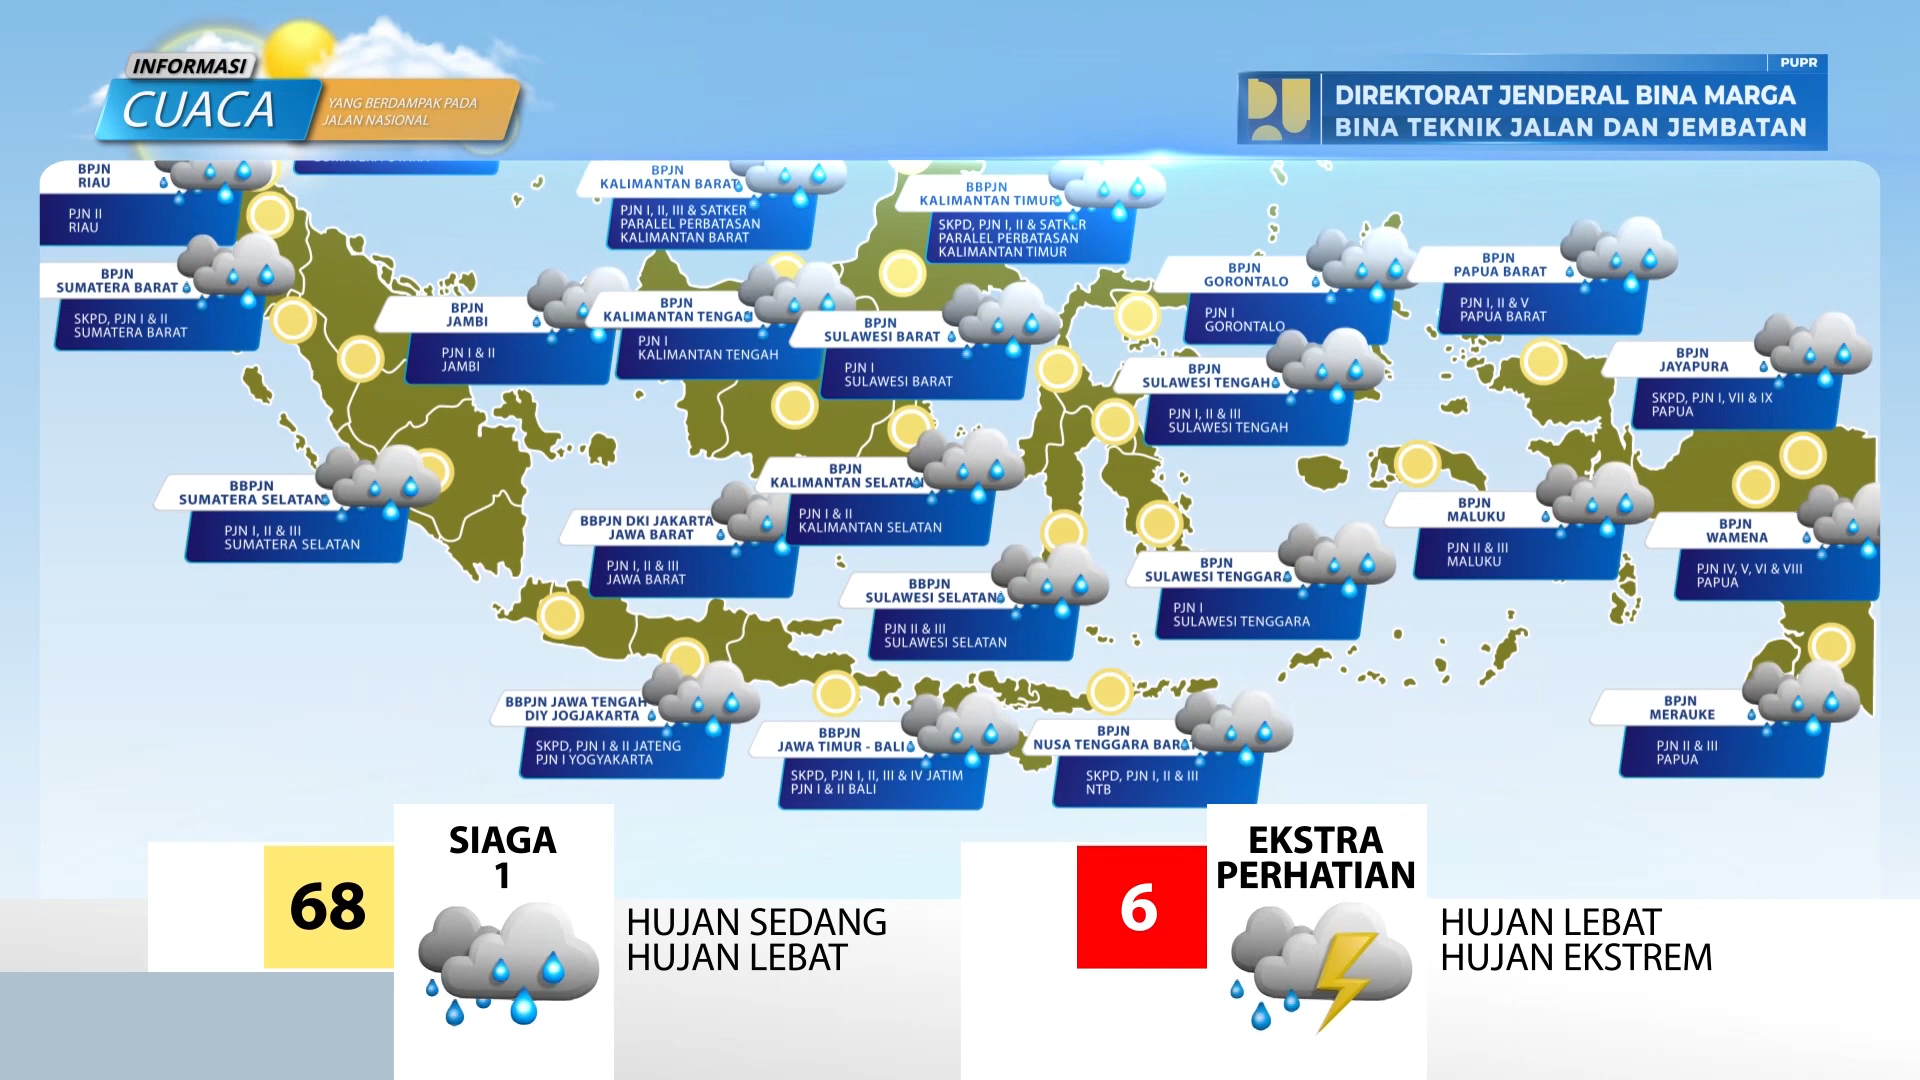 INFORMASI
CUACA
YANG BERDAMPAK PADA
JALAN NASIONAL
PUPR
DIREKTORAT JENDERAL BINA MARGA
BINA TEKNIK JALAN DAN JEMBATAN
BPJN
RIAU
PJN II
RIAU
BPJN
KALIMANTAN BARAT
PJN I, II, III & SATKER
PARALEL PERBATASAN
KALIMANTAN BARAT
BBPJN
KALIMANTAN TIMUR
SKPD, PJN I, II & SATKER
PARALEL PERBATASAN
KALIMANTAN TIMUR
BPJN
SUMATERA BARAT
SKPD, PJN I & II
SUMATERA BARAT
BPJN
JAMBI
PJN I & II
JAMBI
BPJN
KALIMANTAN TENGAH
PJN I
KALIMANTAN TENGAH
BPJN
SULAWESI BARAT
PJN I
SULAWESI BARAT
BPJN
GORONTALO
PJN I
GORONTALO
BPJN
PAPUA BARAT
PJN I, II & V
PAPUA BARAT
BPJN
SULAWESI TENGAH
PJN I, II & III
SULAWESI TENGAH
BPJN
JAYAPURA
SKPD, PJN I, VII & IX
PAPUA
BBPJN
SUMATERA SELATAN
PJN I, II & III
SUMATERA SELATAN
BBPJN DKI JAKARTA
JAWA BARAT
PJN I, II & III
JAWA BARAT
BPJN
KALIMANTAN SELATAN
PJN I & II
KALIMANTAN SELATAN
BBPJN
SULAWESI SELATAN
PJN II & III
SULAWESI SELATAN
BPJN
SULAWESI TENGGARA
PJN I
SULAWESI TENGGARA
BPJN
MALUKU
PJN II & III
MALUKU
BPJN
WAMENA
PJN IV, V, VI & VIII
PAPUA
BBPJN JAWA TENGAH
DIY JOGJAKARTA
SKPD, PJN I & II JATENG
PJN I YOGYAKARTA
BBPJN
JAWA TIMUR - BALI
SKPD, PJN I, II, III & IV JATIM
PJN I & II BALI
BPJN
NUSA TENGGARA BARAT
SKPD, PJN I, II & III
NTB
BPJN
MERAUKE
PJN II & III
PAPUA
68
SIAGA
1
HUJAN SEDANG
HUJAN LEBAT
6
EKSTRA
PERHATIAN
HUJAN LEBAT
HUJAN EKSTREM